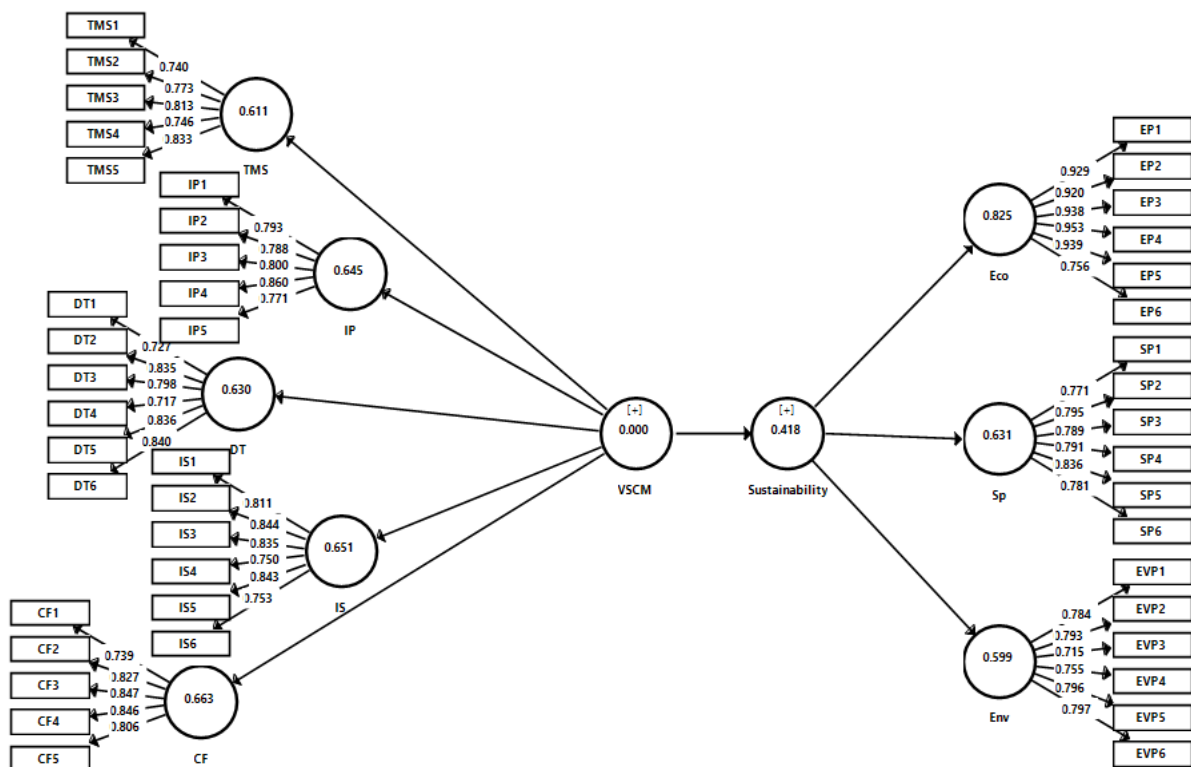 TMS1
TMS2
TMS3
TMS4
TMS5
0.740
0.773
0.813
0.746
0.833
0.611
TMS
IP1
IP2
IP3
IP4
IP5
0.793
0.788
0.800
0.860
0.771
0.645
IP
DT1
DT2
DT3
DT4
DT5
DT6
0.727
0.835
0.798
0.717
0.836
0.840
0.630
DT
IS1
IS2
IS3
IS4
IS5
IS6
0.811
0.844
0.835
0.750
0.843
0.753
0.651
IS
CF1
CF2
CF3
CF4
CF5
0.739
0.827
0.847
0.846
0.806
0.663
CF
[+]
0.000
VSCM
[+]
0.418
Sustainability
0.825
Eco
0.929
0.920
0.938
0.953
0.939
0.756
EP1
EP2
EP3
EP4
EP5
EP6
0.631
Sp
0.771
0.795
0.789
0.791
0.836
0.781
SP1
SP2
SP3
SP4
SP5
SP6
0.599
Env
0.784
0.793
0.715
0.755
0.796
0.797
EVP1
EVP2
EVP3
EVP4
EVP5
EVP6